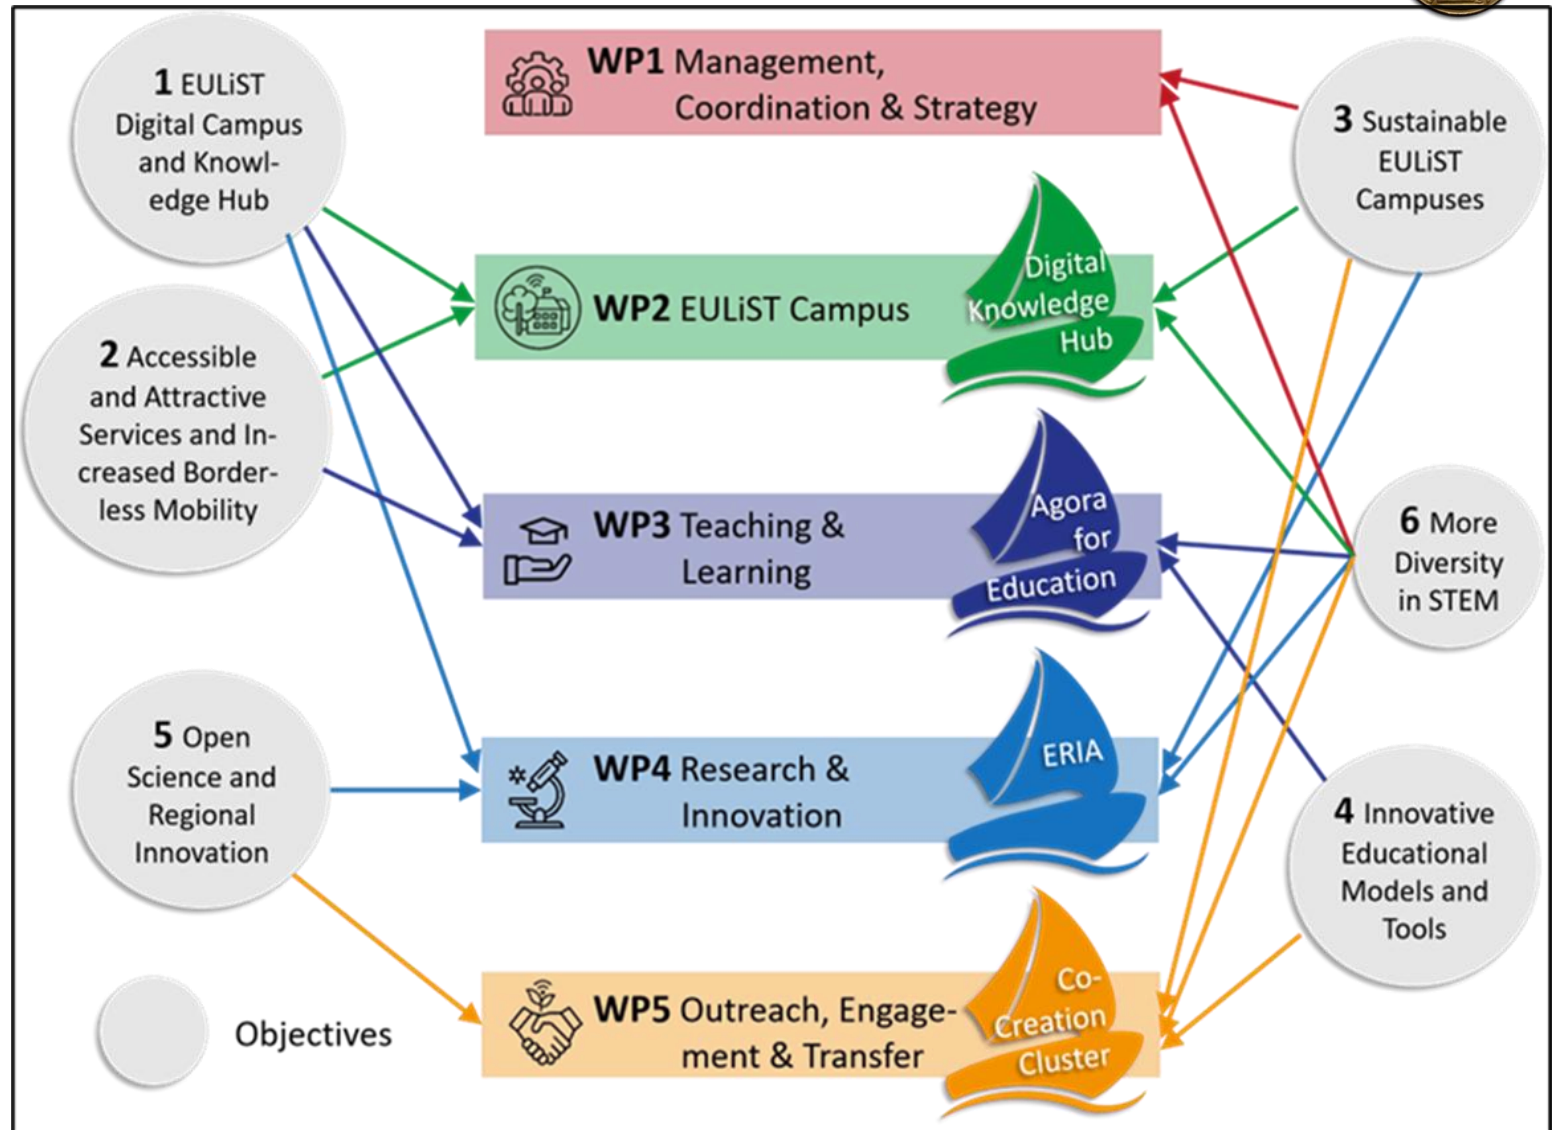 1 EULiST
Digital Campus
and Knowl-
edge Hub
2 Accessible
and Attractive
Services and In-
creased Border-
less Mobility
5 Open
Science and
Regional
Innovation
Objectives
WP1 Management,
Coordination & Strategy
WP2 EULiST Campus
Digital
Knowledge
Hub
WP3 Teaching &
Learning
Agora
for
Education
WP4 Research &
Innovation
ERIA
WP5 Outreach, Engage-
ment & Transfer
Co-
Creation
Cluster
3 Sustainable
EULiST
Campuses
6 More
Diversity
in STEM
4 Innovative
Educational
Models and
Tools